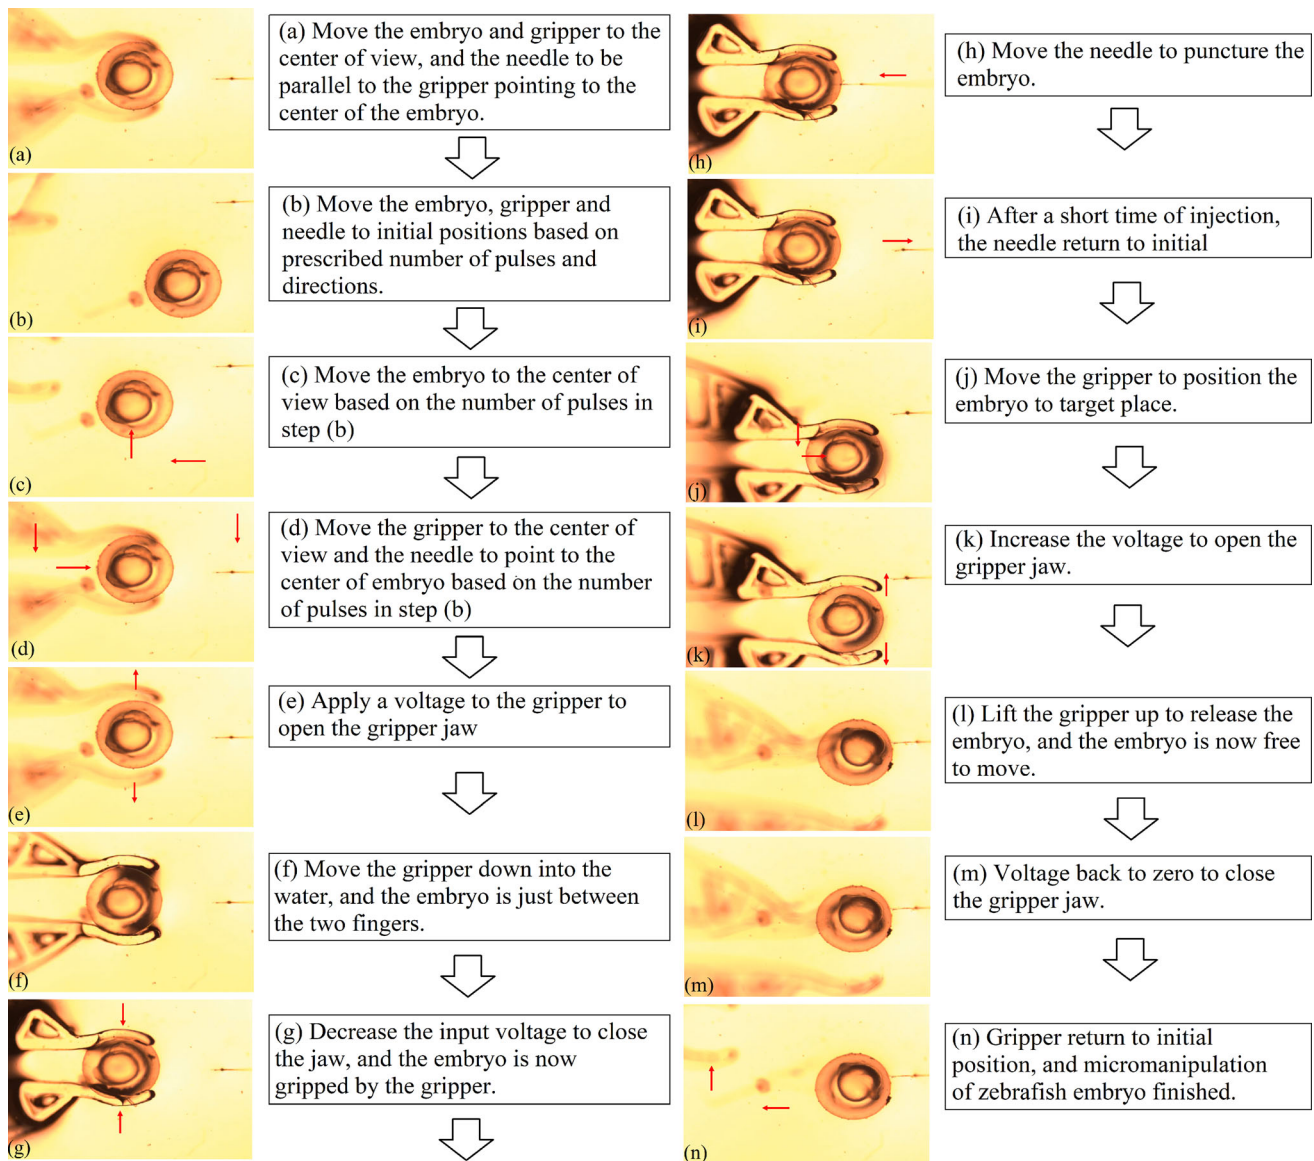 (a)
(a) Move the embryo and gripper to the
center of view, and the needle to be
parallel to the gripper pointing to the
center of the embryo.
(b)
(b) Move the embryo, gripper and
needle to initial positions based on
prescribed number of pulses and
directions.
(c)
(c) Move the embryo to the center of
view based on the number of pulses in
step (b)
(d)
(d) Move the gripper to the center of
view and the needle to point to the
center of embryo based on the number
of pulses in step (b)
(e)
(e) Apply a voltage to the gripper to
open the gripper jaw
(f)
(f) Move the gripper down into the
water, and the embryo is just between
the two fingers.
(g)
(g) Decrease the input voltage to close
the jaw, and the embryo is now
gripped by the gripper.
(h)
(h) Move the needle to puncture the
embryo.
(i)
(i) After a short time of injection,
the needle return to initial
(j)
(j) Move the gripper to position the
embryo to target place.
(k)
(k) Increase the voltage to open the
gripper jaw.
(l)
(l) Lift the gripper up to release the
embryo, and the embryo is now free
to move.
(m)
(m) Voltage back to zero to close
the gripper jaw.
(n)
(n) Gripper return to initial
position, and micromanipulation
of zebrafish embryo finished.